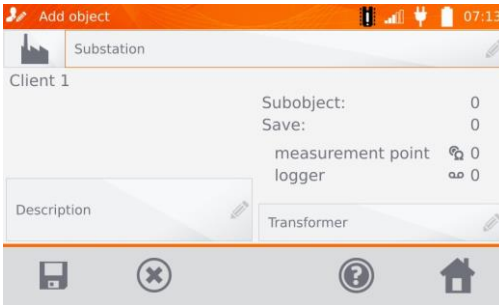 Add object
07:13
Substation
Client 1
Subobject: 0
Save: 0
measurement point 0
logger 0
Description
Transformer